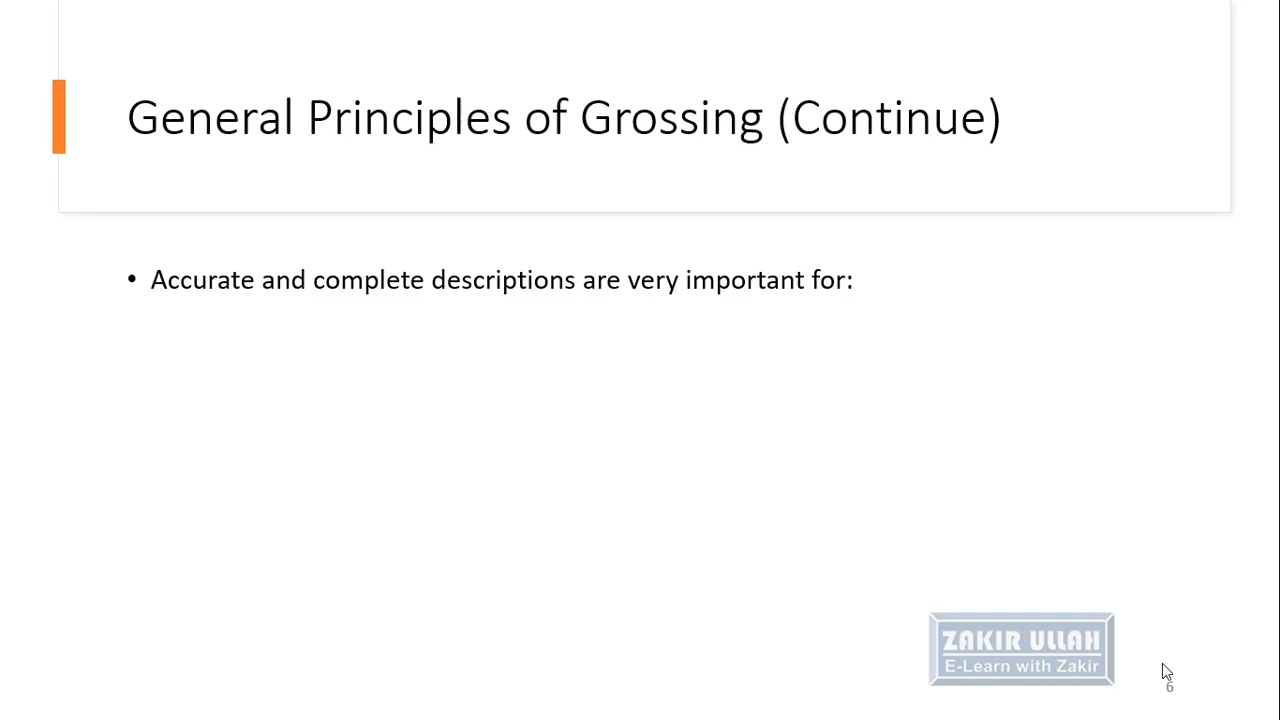 General Principles of Grossing (Continue)
• Accurate and complete descriptions are very important for:
ZAKIR ULLAH
E-Learn with Zakir
6